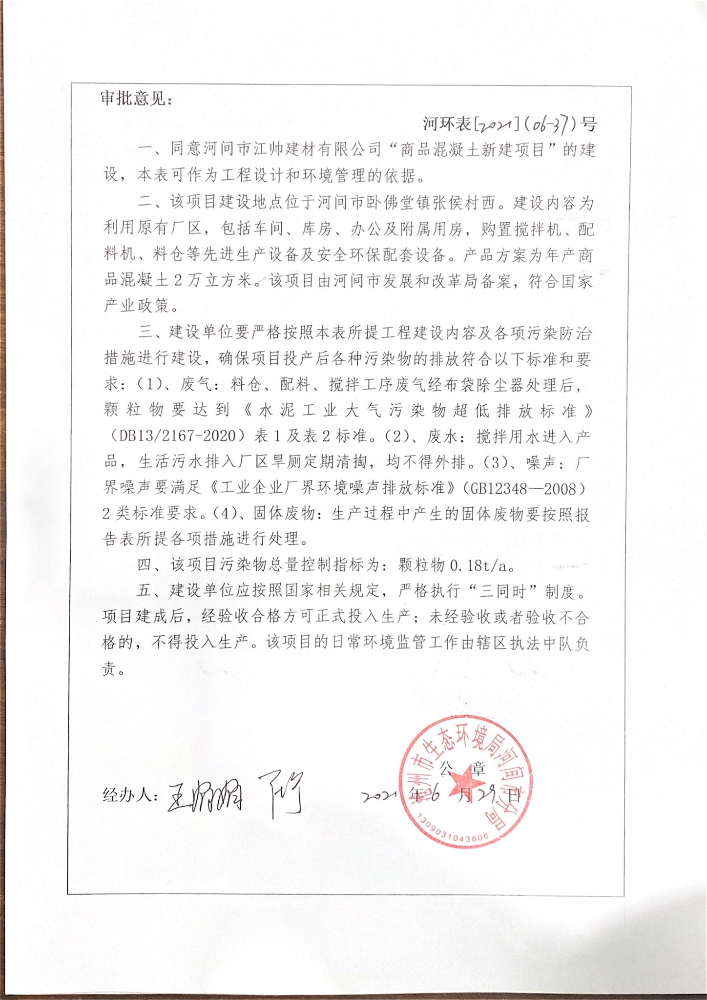 审批意见：
河环表[2021](06-37)号
一、同意河间市江帅建材有限公司“商品混凝土新建项目”的建
设，本表可作为工程设计和环境管理的依据。
二、该项目建设地点位于河间市卧佛堂镇张侯村西。建设内容为
利用原有厂区，包括车间、库房、办公及附属用房，购置搅拌机、配
料机、料仓等先进生产设备及安全环保配套设备。产品方案为年产商
品混凝土2万立方米。该项目由河间市发展和改革局备案，符合国家
产业政策。
三、建设单位要严格按照本表所提工程建设内容及各项污染防治
措施进行建设，确保项目投产后各种污染物的排放符合以下标准和要
求：（1）、废气：料仓、配料、搅拌工序废气经布袋除尘器处理后，
颗粒物要达到《水泥工业大气污染物超低排放标准》
（DB13/2167-2020）表1及表2标准。（2）、废水：搅拌用水进入产
品，生活污水排入厂区旱厕定期清掏，均不得外排。（3）、噪声：厂
界噪声要满足《工业企业厂界环境噪声排放标准》（GB12348—2008）
2类标准要求。（4）、固体废物：生产过程中产生的固体废物要按照报
告表所提各项措施进行处理。
四、该项目污染物总量控制指标为：颗粒物0.18t/a。
五、建设单位应按照国家相关规定，严格执行“三同时”制度。
项目建成后，经验收合格方可正式投入生产；未经验收或者验收不合
格的，不得投入生产。该项目的日常环境监管工作由辖区执法中队负
责。
沧州市生态环境局河间市分局
公 章
经办人：王娟娟
2021年6月29日
1309031043806